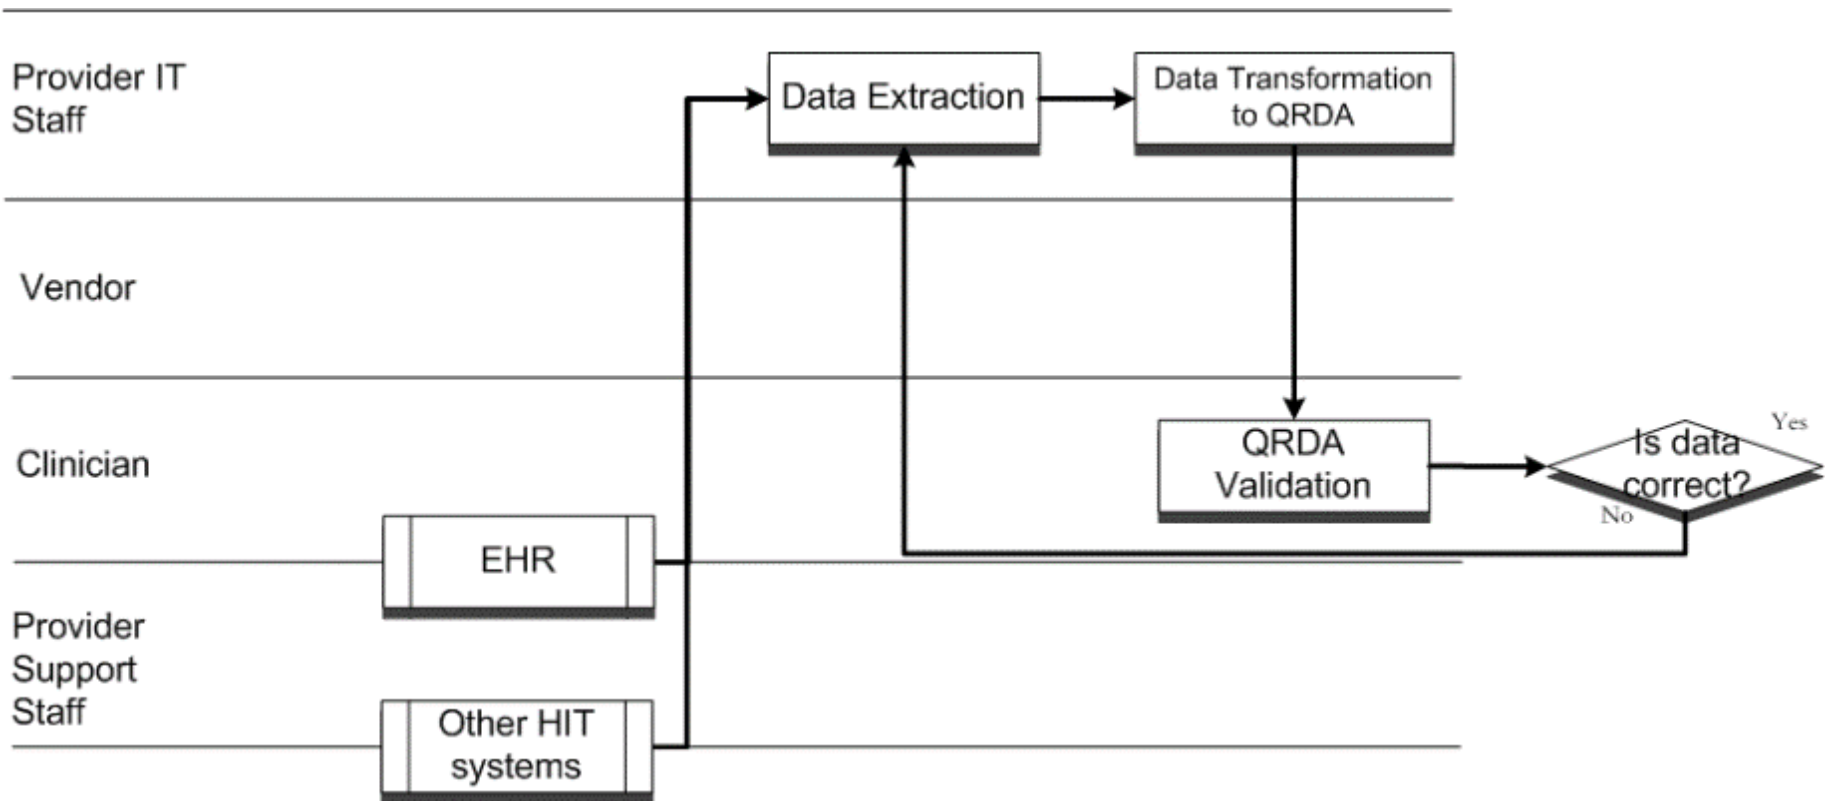 Provider IT
Staff
Data Extraction
Data Transformation
to QRDA
Vendor
Clinician
QRDA
Validation
Is data
correct?
Yes
No
EHR
Provider
Support
Staff
Other HIT
systems